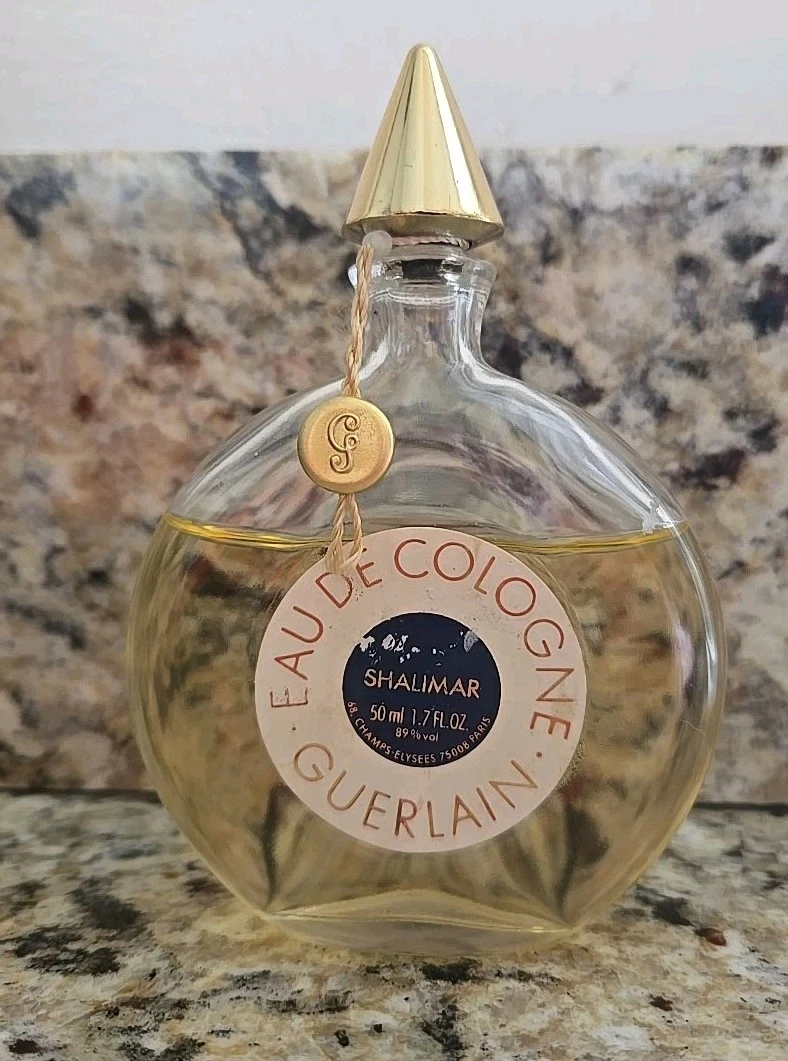 G
EAU DE COLOGNE
SHALIMAR
50 ml 1.7 FL.OZ.
89% vol
68, CHAMPS-ELYSEES 75008 PARIS
· GUERLAIN ·